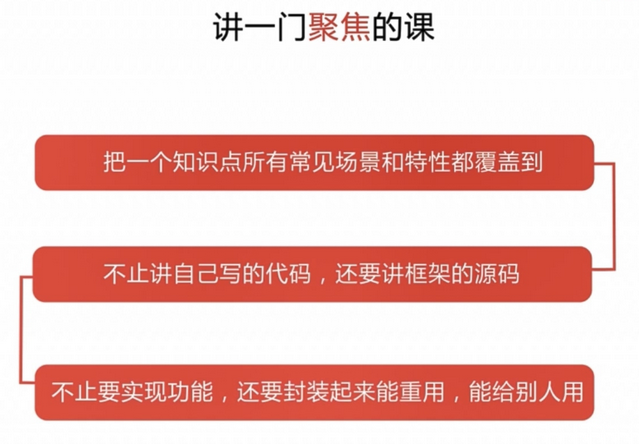 讲一门聚焦的课
把一个知识点所有常见场景和特性都覆盖到
不止讲自己写的代码，还要讲框架的源码
不止要实现功能，还要封装起来能重用，能给别人用